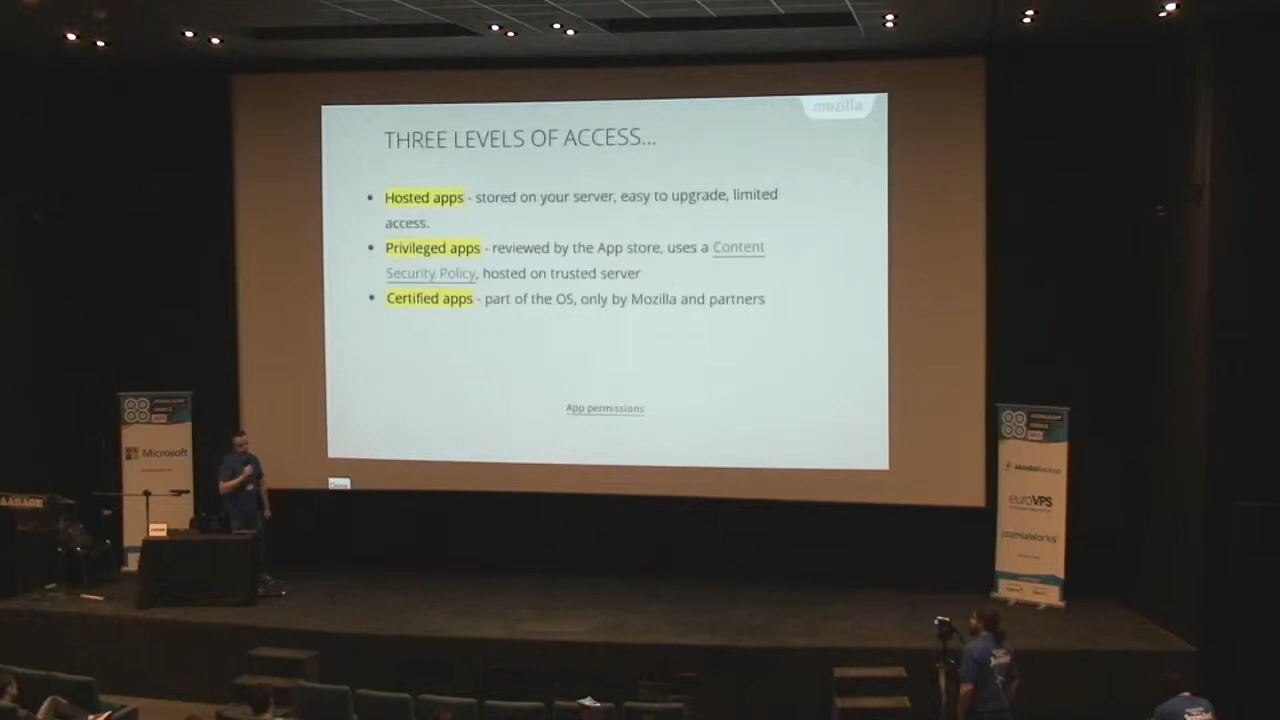 mozilla
THREE LEVELS OF ACCESS...
• Hosted apps - stored on your server, easy to upgrade, limited
access.
• Privileged apps - reviewed by the App store, uses a Content
Security Policy, hosted on trusted server
• Certified apps - part of the OS, only by Mozilla and partners
App permissions
Microsoft
euroVPS
JoomlaWorks